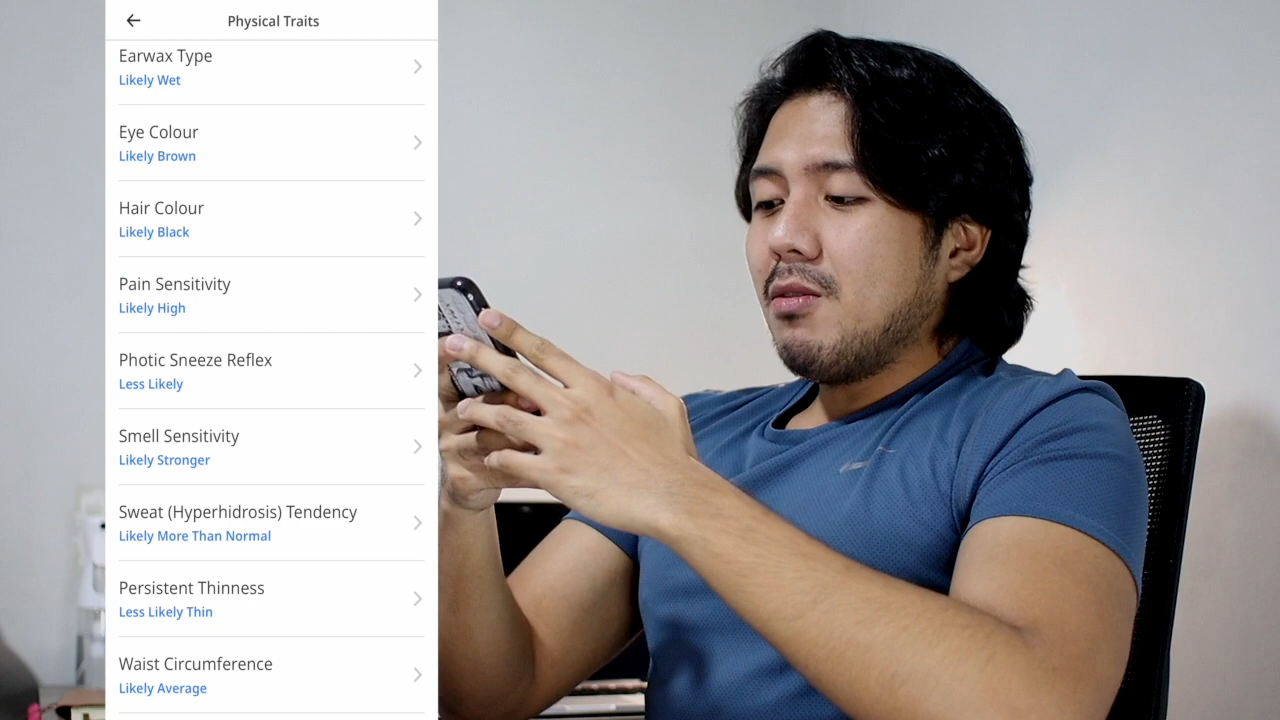 Physical Traits
Earwax Type
Likely Wet
Eye Colour
Likely Brown
Hair Colour
Likely Black
Pain Sensitivity
Likely High
Photic Sneeze Reflex
Less Likely
Smell Sensitivity
Likely Stronger
Sweat (Hyperhidrosis) Tendency
Likely More Than Normal
Persistent Thinness
Less Likely Thin
Waist Circumference
Likely Average